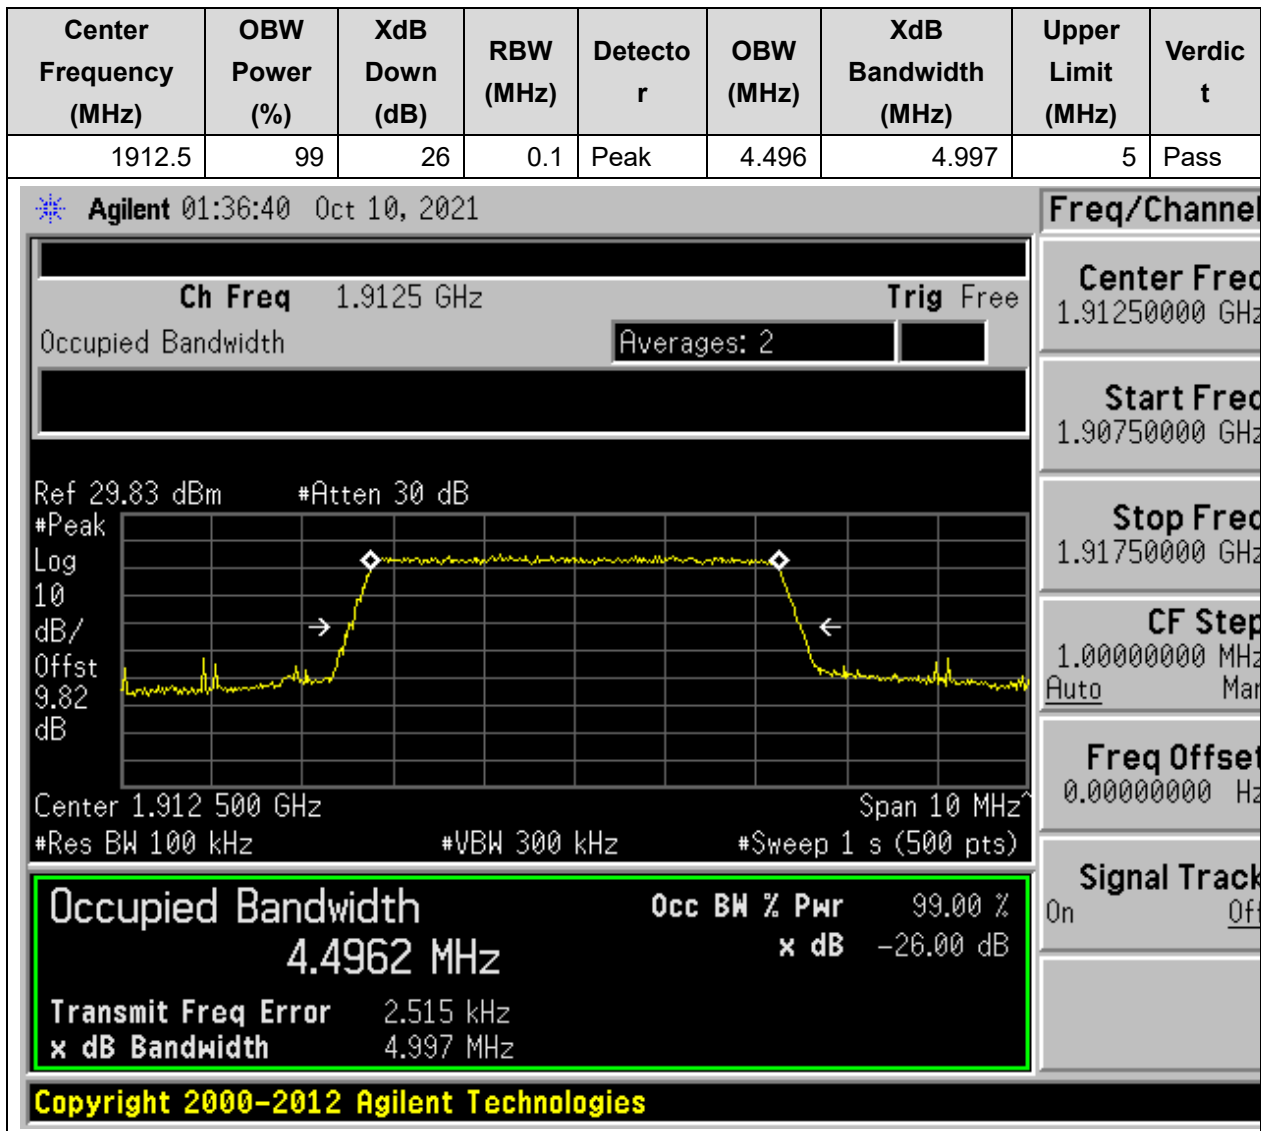 Center Frequency (MHz) OBW Power (%) XdB Down (dB) RBW (MHz) Detecto r OBW (MHz) XdB Bandwidth (MHz) Upper Limit (MHz) Verdic t
1912.5 99 26 0.1 Peak 4.496 4.997 5 Pass
Agilent 01:36:40 Oct 10, 2021
Ch Freq 1.9125 GHz Trig Free
Occupied Bandwidth Averages: 2
Ref 29.83 dBm #Atten 30 dB
#Peak
Log
10
dB/
Offst
9.82
dB
Center 1.912 500 GHz Span 10 MHz^
#Res BW 100 kHz #VBW 300 kHz #Sweep 1 s (500 pts)
Occupied Bandwidth
4.4962 MHz
Occ BW % Pwr 99.00 %
x dB -26.00 dB
Transmit Freq Error 2.515 kHz
x dB Bandwidth 4.997 MHz
Copyright 2000-2012 Agilent Technologies
Freq/Channel
Center Freq
1.91250000 GHz
Start Freq
1.90750000 GHz
Stop Freq
1.91750000 GHz
CF Step
1.00000000 MHz
Auto Man
Freq Offset
0.00000000 Hz
Signal Track
On Off